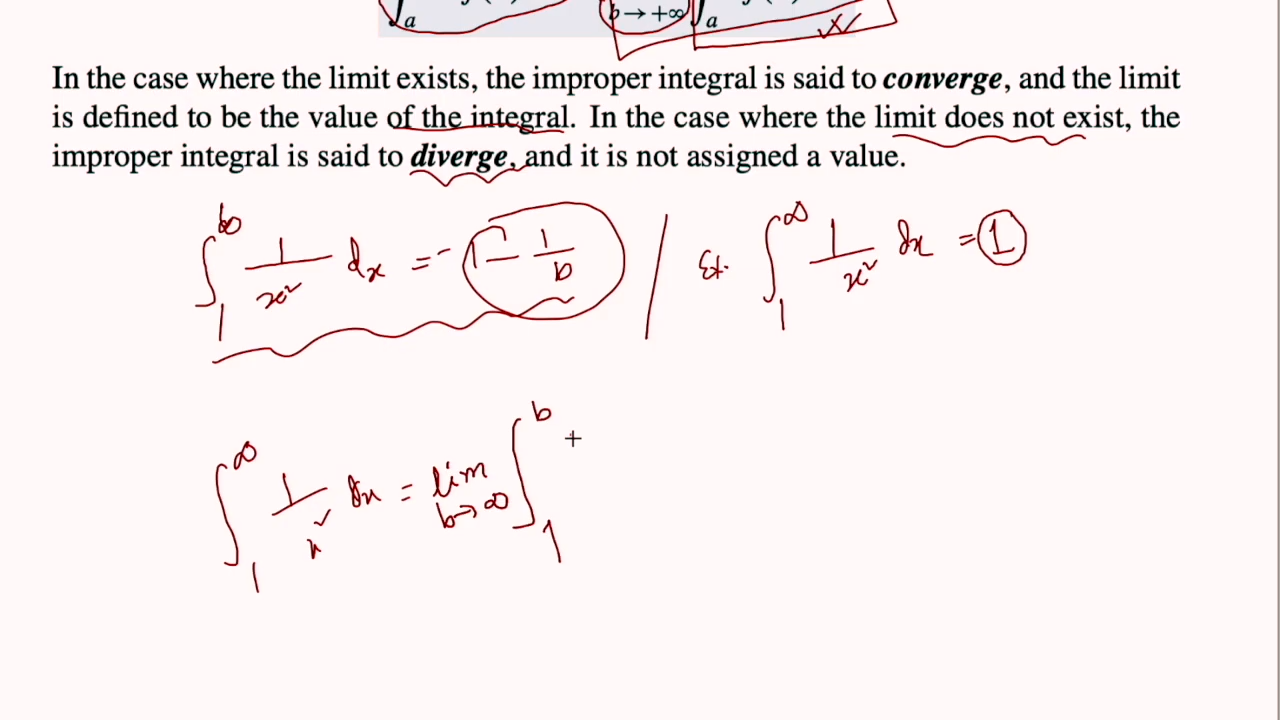 ∫ₐ b→+∞ ∫ₐ
In the case where the limit exists, the improper integral is said to converge, and the limit
is defined to be the value of the integral. In the case where the limit does not exist, the
improper integral is said to diverge, and it is not assigned a value.
∫₁ᵇ 1/x² dx = 1 − 1/b / Ex. ∫₁^∞ 1/x² dx = 1
∫₁^∞ 1/x² dx = lim b→∞ ∫₁ᵇ